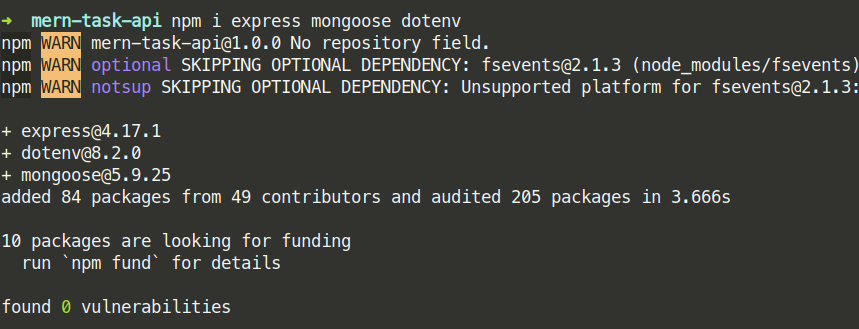 ➜ mern-task-api npm i express mongoose dotenv
npm WARN mern-task-api@1.0.0 No repository field.
npm WARN optional SKIPPING OPTIONAL DEPENDENCY: fsevents@2.1.3 (node_modules/fsevents)
npm WARN notsup SKIPPING OPTIONAL DEPENDENCY: Unsupported platform for fsevents@2.1.3:
+ express@4.17.1
+ dotenv@8.2.0
+ mongoose@5.9.25
added 84 packages from 49 contributors and audited 205 packages in 3.666s
10 packages are looking for funding
run `npm fund` for details
found 0 vulnerabilities